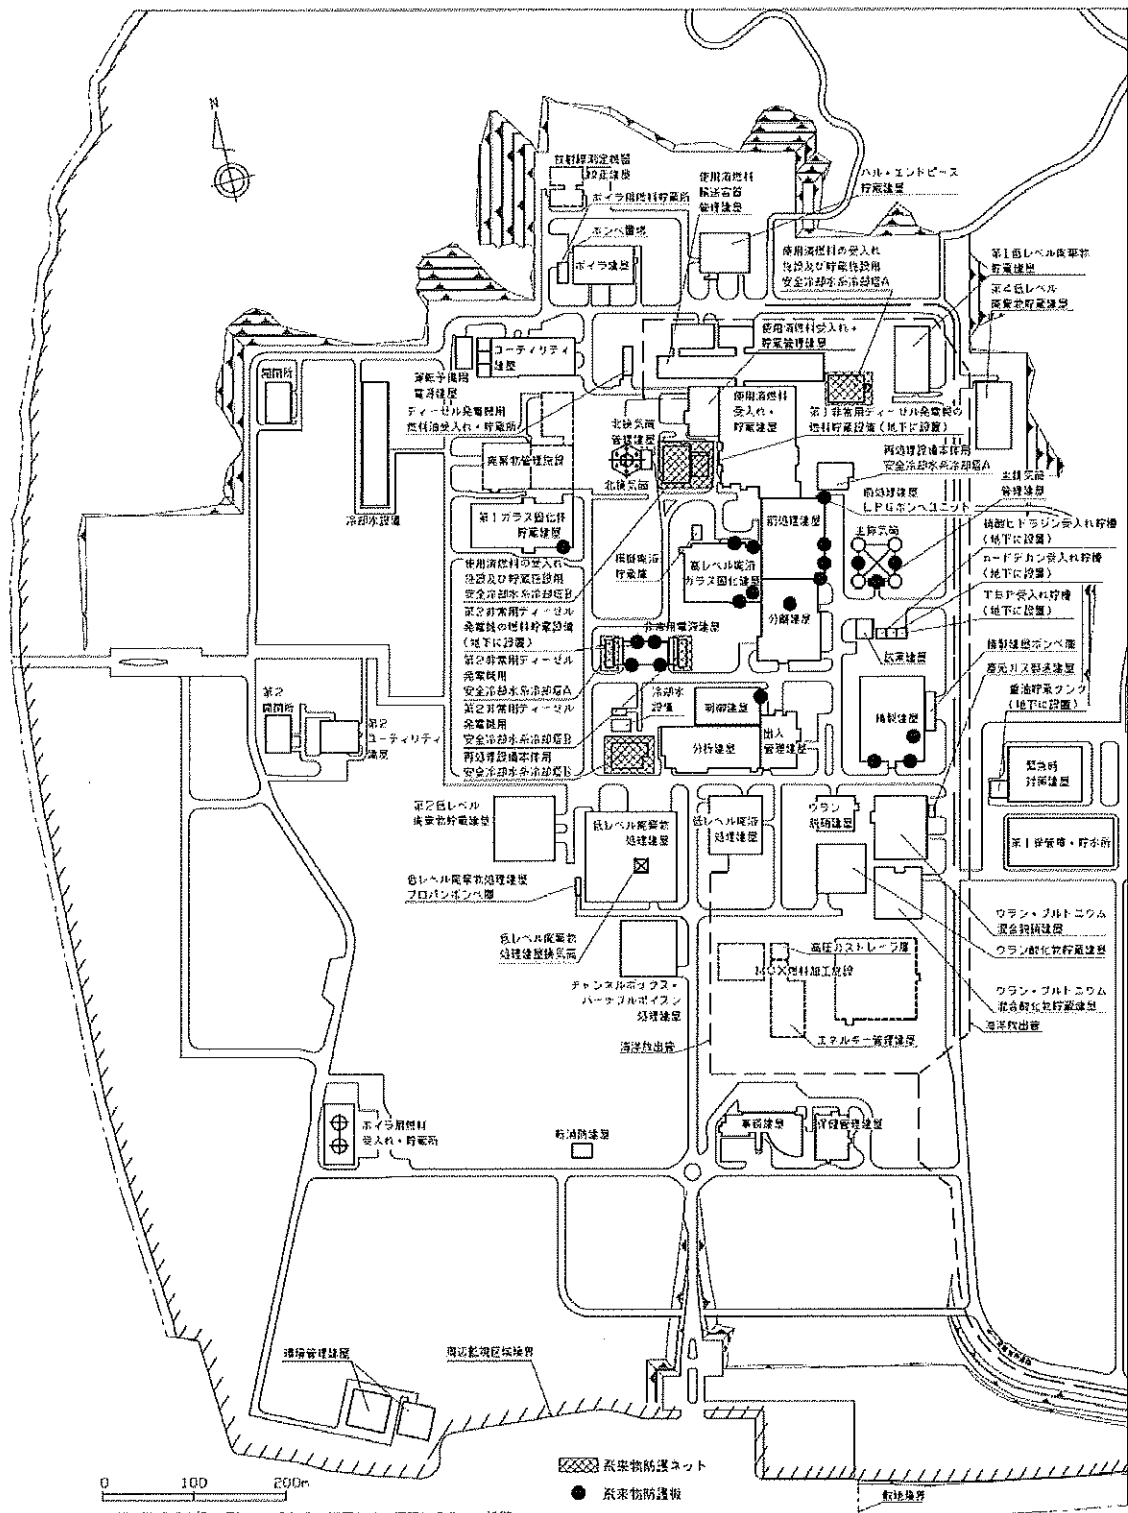 N
放射線測定機器
校正建屋
ボイラ用燃料貯蔵所
ボンベ置場
ボイラ建屋
使用済燃料
輸送容器
管理建屋
ハル・エンドピース
貯蔵建屋
使用済燃料の受入れ
施設及び貯蔵施設用
安全冷却水系冷却塔A
第1低レベル廃棄物
貯蔵建屋
第4低レベル
廃棄物貯蔵建屋
使用済燃料受入れ・
貯蔵管理建屋
ユーティリティ
建屋
運転予備用
電源建屋
開閉所
ディーゼル発電機用
燃料油受入れ・貯蔵所
北換気筒
管理建屋
使用済燃料
受入れ・
貯蔵建屋
第1非常用ディーゼル発電機の
燃料貯蔵設備(地下に設置)
再処理設備本体用
安全冷却水系冷却塔A
主排気筒
管理建屋
廃棄物管理施設
北換気筒
前処理建屋
LPGボンベユニット
冷却水設備
第1ガラス固化体
貯蔵建屋
前処理建屋
主排気筒
硝酸ヒドラジン受入れ貯槽
(地下に設置)
n-ドデカン受入れ貯槽
(地下に設置)
TBP受入れ貯槽
(地下に設置)
模擬廃液
貯蔵庫
高レベル廃液
ガラス固化建屋
使用済燃料の受入れ
施設及び貯蔵施設用
安全冷却水系冷却塔B
第2非常用ディーゼル
発電機の燃料貯蔵設備
(地下に設置)
分離建屋
非常用電源建屋
試薬建屋
精製建屋ボンベ庫
還元ガス製造建屋
重油貯蔵タンク
(地下に設置)
第2非常用ディーゼル
発電機用
安全冷却水系冷却塔A
第2非常用ディーゼル
発電機用
安全冷却水系冷却塔B
再処理設備本体用
安全冷却水系冷却塔B
冷却水
設備
制御建屋
分析建屋
出入
管理建屋
精製建屋
第2
開閉所
第2
ユーティリティ
建屋
緊急時
対策建屋
第2低レベル
廃棄物貯蔵建屋
低レベル廃棄物
処理建屋
低レベル廃液
処理建屋
ウラン
脱硝建屋
第1保管庫・貯水所
低レベル廃棄物処理建屋
プロパンボンベ庫
ウラン・プルトニウム
混合脱硝建屋
ウラン酸化物貯蔵建屋
低レベル廃棄物
処理建屋換気筒
高圧ガストレーラ庫
MOX燃料加工施設
チャンネルボックス・
バーナブルポイズン
処理建屋
ウラン・プルトニウム
混合酸化物貯蔵建屋
海洋放出管
海洋放出管
エネルギー管理建屋
ボイラ用燃料
受入れ・貯蔵所
事務建屋
保健管理建屋
環境管理建屋
周辺監視区域境界
飛来物防護ネット
飛来物防護板
敷地境界
0 100 200m